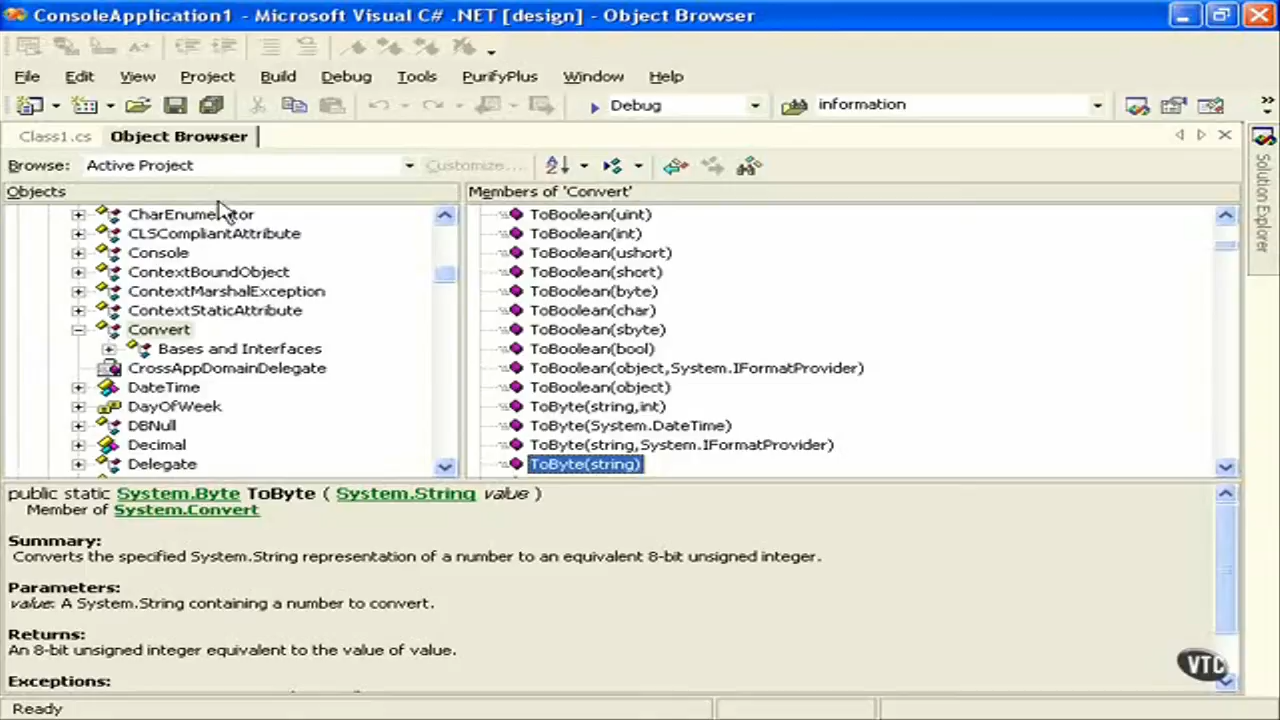 ConsoleApplication1 - Microsoft Visual C# .NET [design] - Object Browser
File Edit View Project Build Debug Tools PurifyPlus Window Help
Debug information
Class1.cs Object Browser
Browse: Active Project Customize...
Objects
CharEnumerator
CLSCompliantAttribute
Console
ContextBoundObject
ContextMarshalException
ContextStaticAttribute
Convert
Bases and Interfaces
CrossAppDomainDelegate
DateTime
DayOfWeek
DBNull
Decimal
Delegate
Members of 'Convert'
ToBoolean(uint)
ToBoolean(int)
ToBoolean(ushort)
ToBoolean(short)
ToBoolean(byte)
ToBoolean(char)
ToBoolean(sbyte)
ToBoolean(bool)
ToBoolean(object,System.IFormatProvider)
ToBoolean(object)
ToByte(string,int)
ToByte(System.DateTime)
ToByte(string,System.IFormatProvider)
ToByte(string)
Solution Explorer
public static System.Byte ToByte ( System.String value )
Member of System.Convert
Summary:
Converts the specified System.String representation of a number to an equivalent 8-bit unsigned integer.
Parameters:
value: A System.String containing a number to convert.
Returns:
An 8-bit unsigned integer equivalent to the value of value.
Exceptions:
VTC
Ready